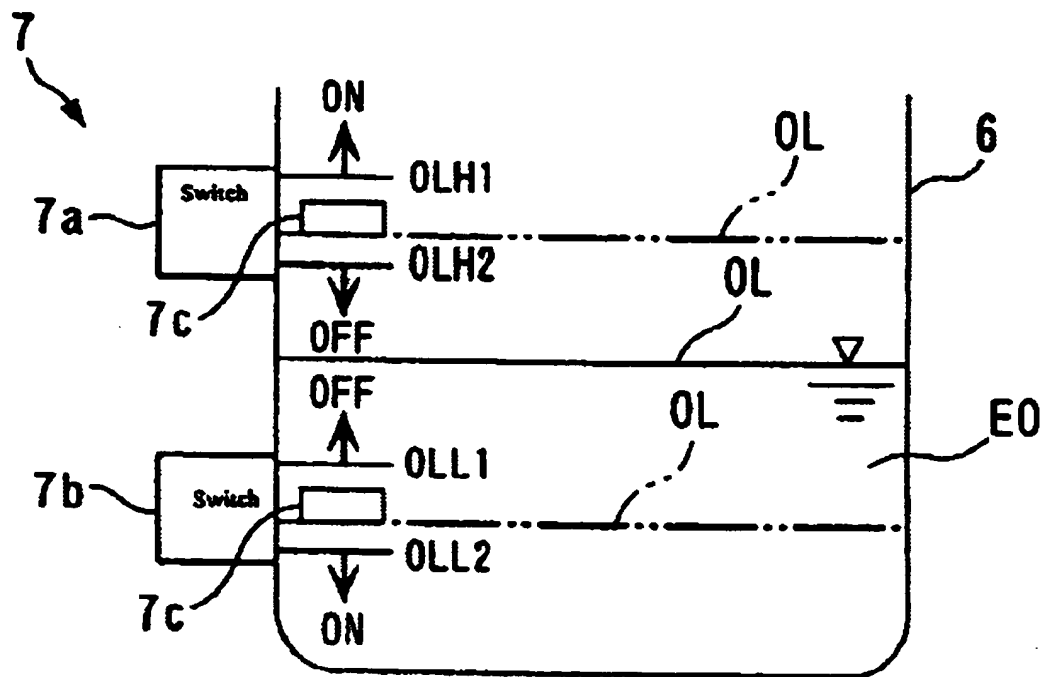 7
ON
OL
6
Switch
OLH1
7a
7c
OLH2
OL
OFF
OFF
OL
EO
OLL1
7b
Switch
7c
OLL2
ON